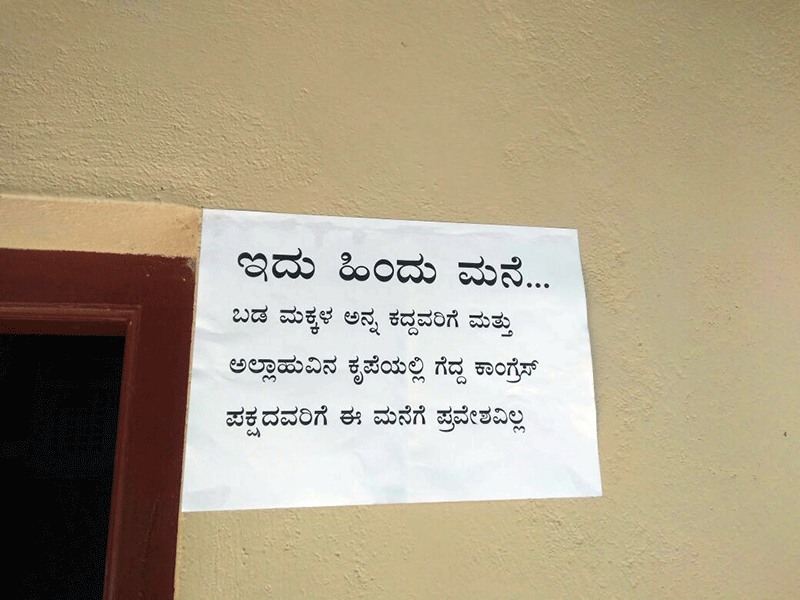 ಇದು ಹಿಂದು ಮನೆ...
ಬಡ ಮಕ್ಕಳ ಅನ್ನ ಕದ್ದವರಿಗೆ ಮತ್ತು
ಅಲ್ಲಾಹುವಿನ ಕೃಪೆಯಲ್ಲಿ ಗೆದ್ದ ಕಾಂಗ್ರೆಸ್
ಪಕ್ಷದವರಿಗೆ ಈ ಮನೆಗೆ ಪ್ರವೇಶವಿಲ್ಲ